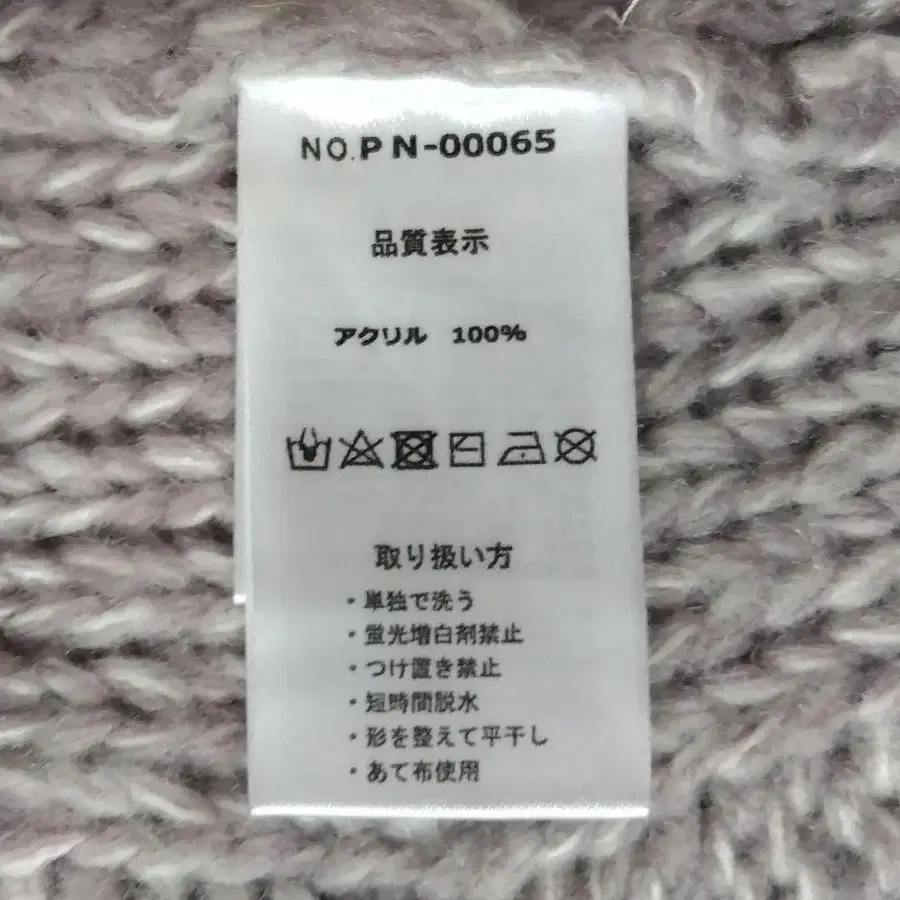 NO.PN-00065
品質表示
アクリル 100%
取り扱い方
・単独で洗う
・蛍光増白剤禁止
・つけ置き禁止
・短時間脱水
・形を整えて平干し
・あて布使用